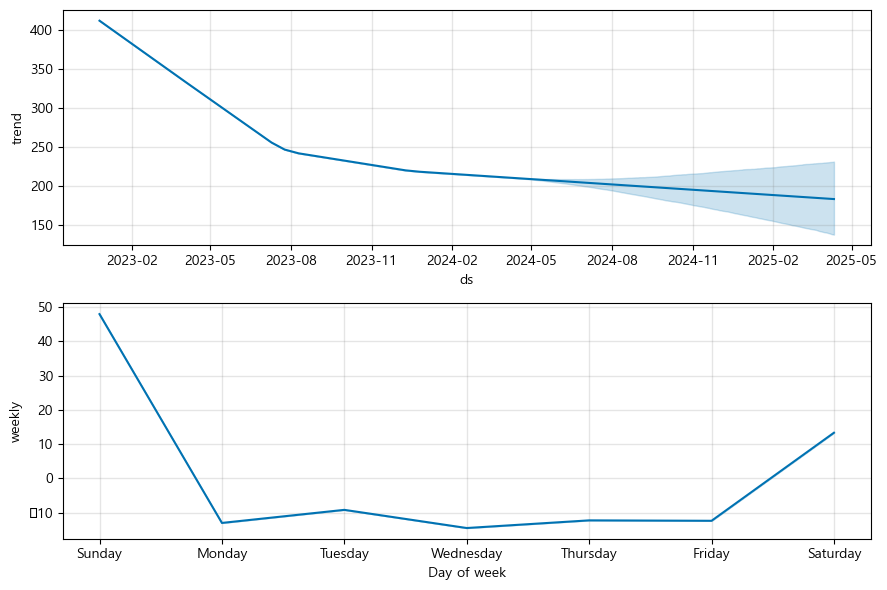 400
350
300
250
200
150
trend
2023-02 2023-05 2023-08 2023-11 2024-02 2024-05 2024-08 2024-11 2025-02 2025-05
ds
50
40
30
20
10
0
▯10
weekly
Sunday Monday Tuesday Wednesday Thursday Friday Saturday
Day of week